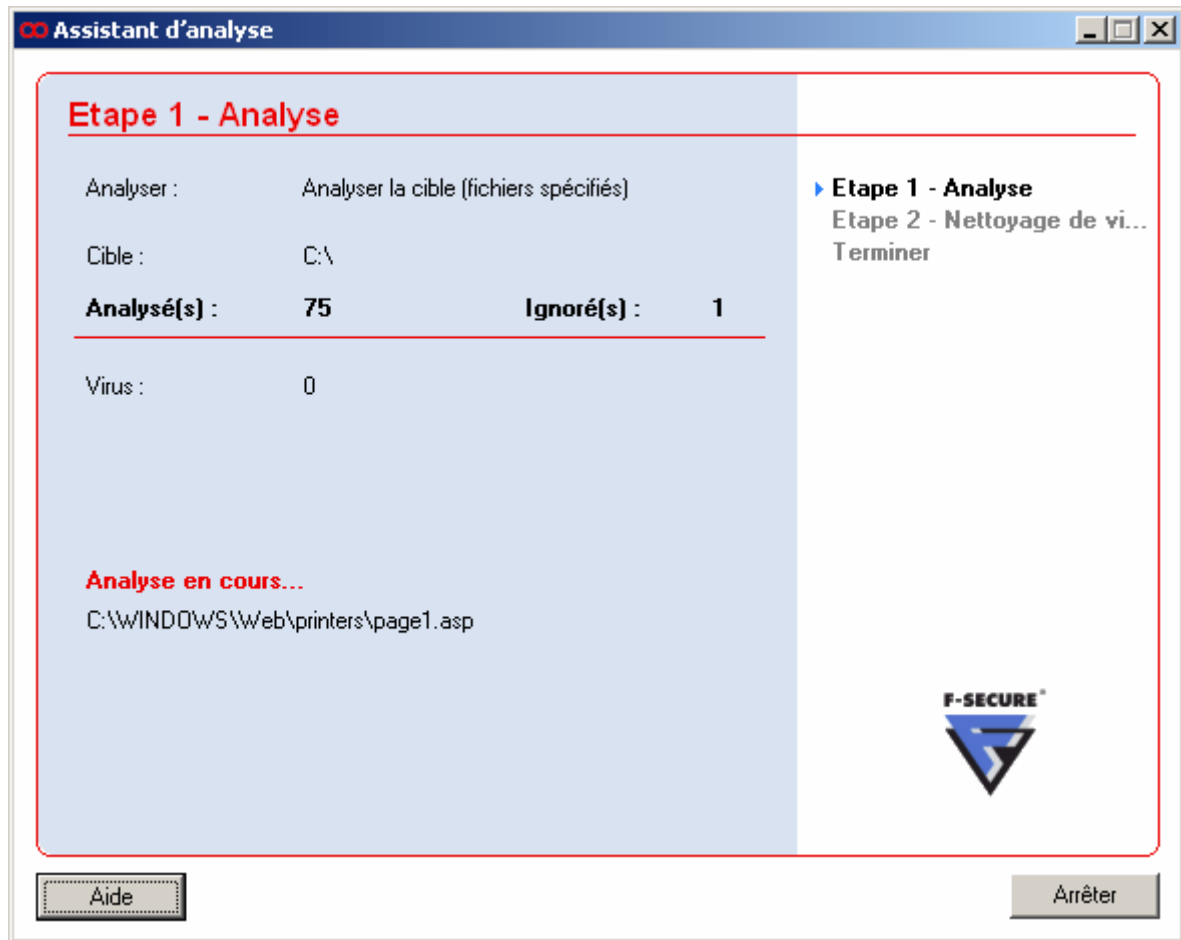 Assistant d'analyse
Etape 1 - Analyse
Analyser : Analyser la cible (fichiers spécifiés)
Cible : C:\
Analysé(s) : 75 Ignoré(s) : 1
Virus : 0
Analyse en cours...
C:\WINDOWS\Web\printers\page1.asp
Etape 1 - Analyse
Etape 2 - Nettoyage de vi...
Terminer
F-SECURE®
Aide
Arrêter